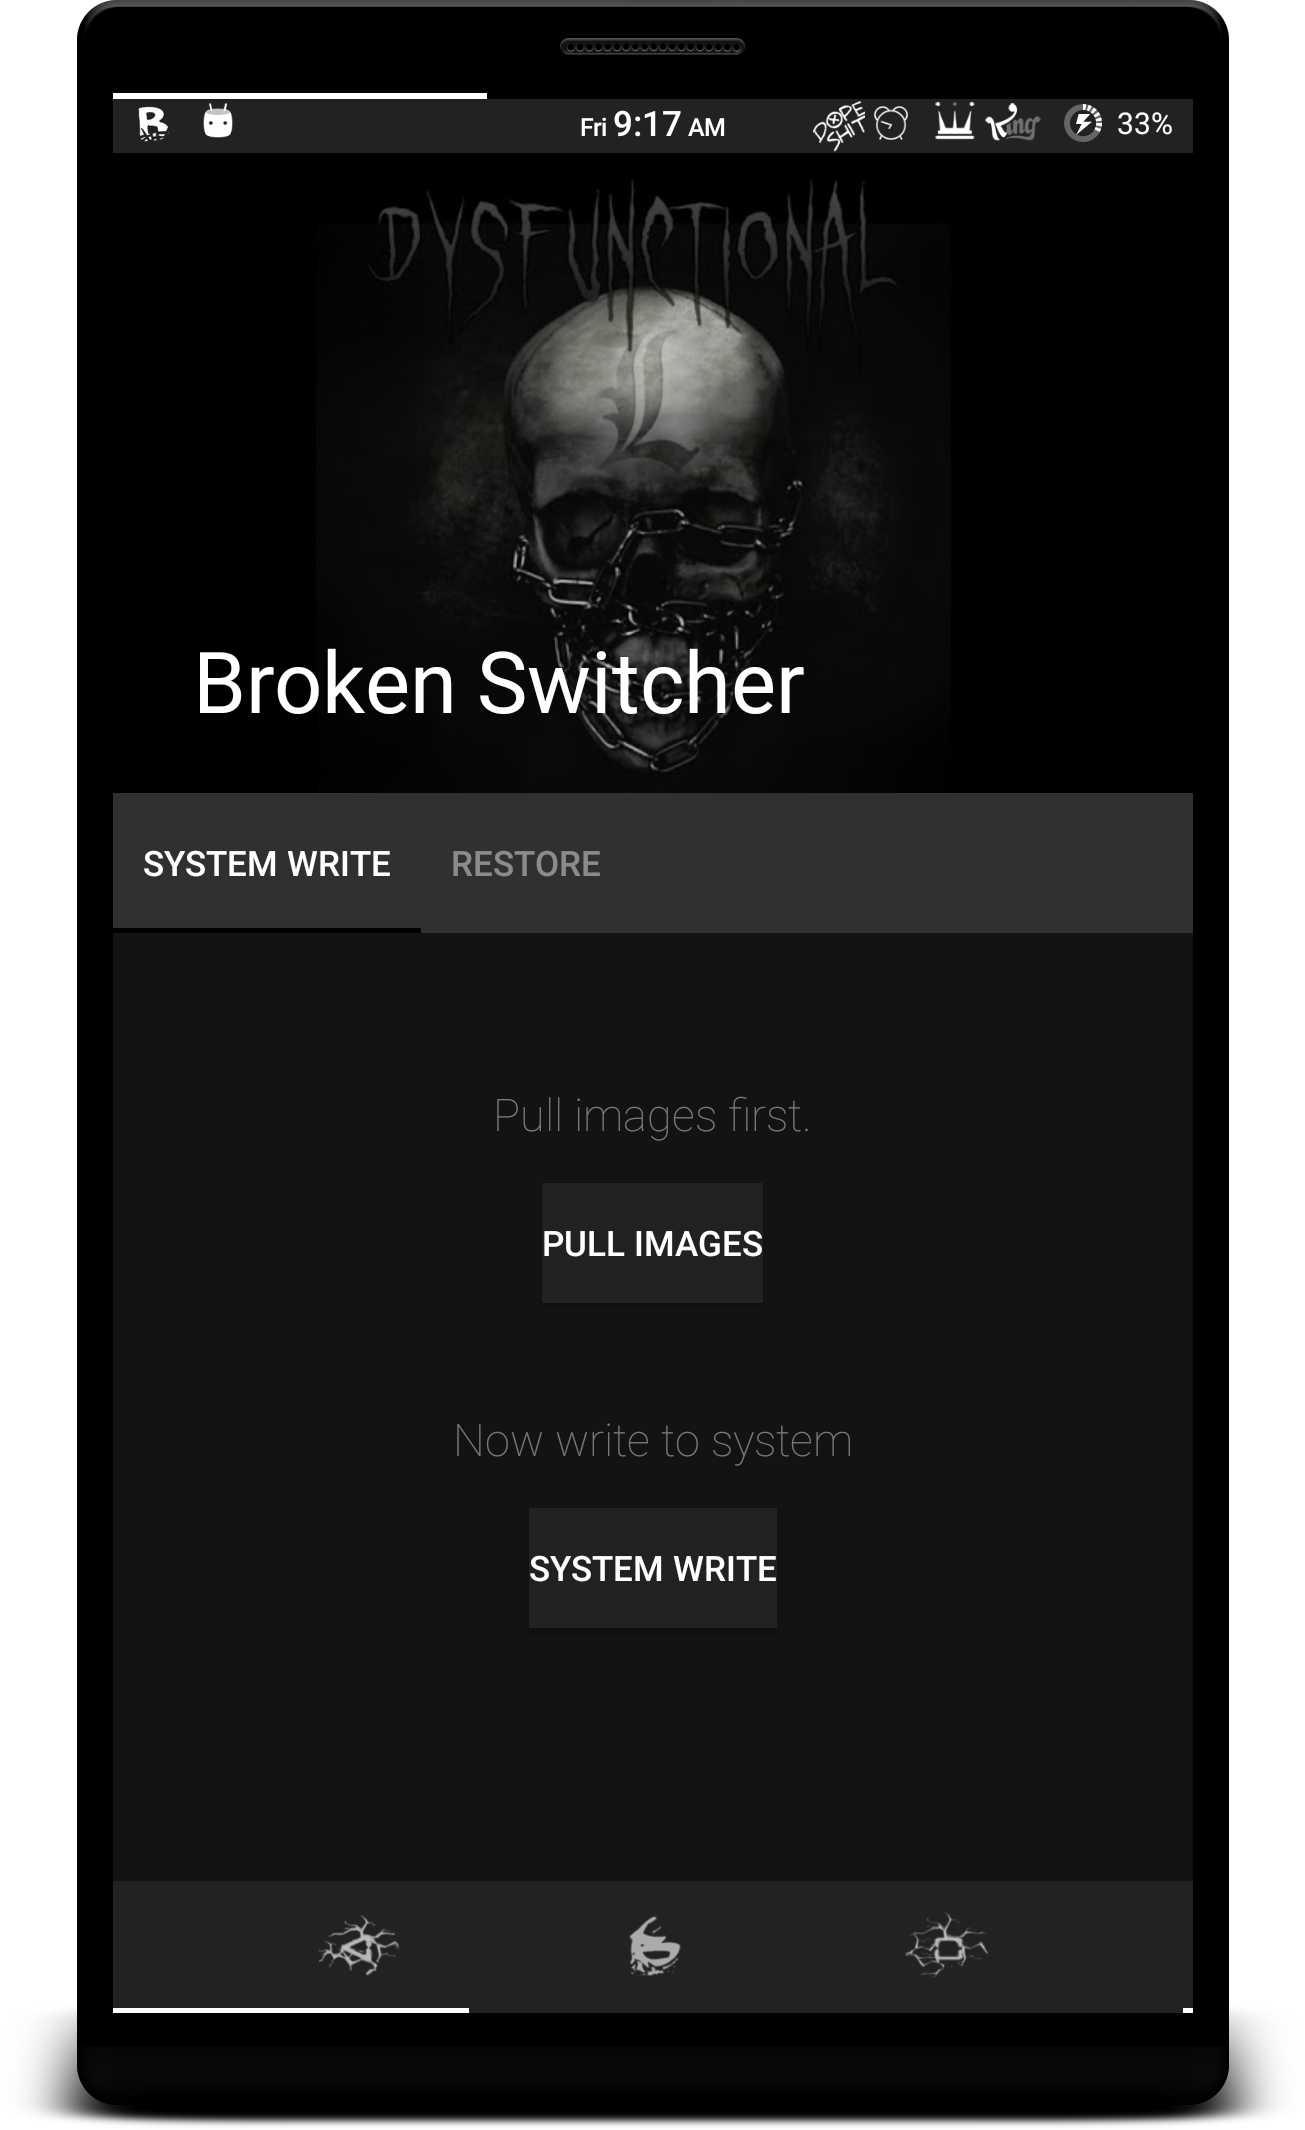 B
Fri 9:17 AM
DOPE
SHIT
King
33%
DYSFUNCTIONAL
L
Broken Switcher
SYSTEM WRITE
RESTORE
Pull images first.
PULL IMAGES
Now write to system
SYSTEM WRITE